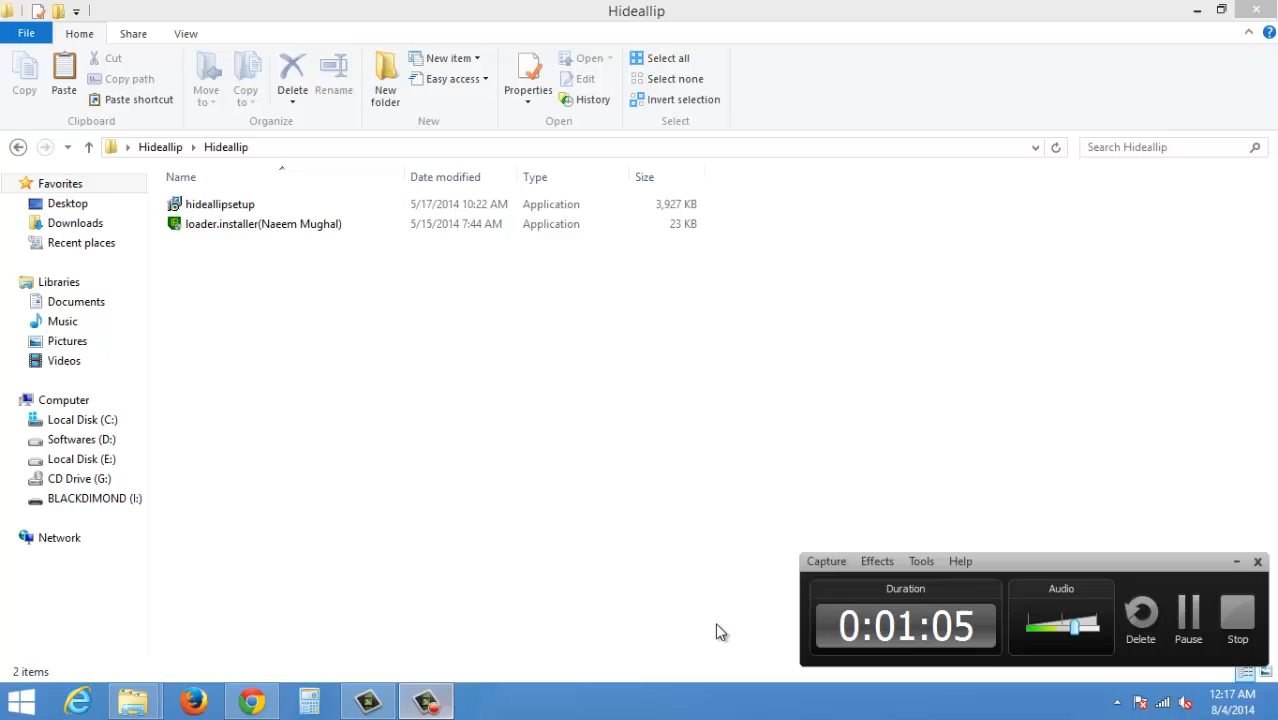 Hideallip
File Home Share View
Copy Paste Cut Copy path Paste shortcut
Clipboard
Move to Copy to Delete Rename
Organize
New folder New item Easy access
New
Properties Open Edit History
Open
Select all Select none Invert selection
Select
Hideallip Hideallip
Search Hideallip
Name Date modified Type Size
hideallipsetup 5/17/2014 10:22 AM Application 3,927 KB
loader.installer(Naeem Mughal) 5/15/2014 7:44 AM Application 23 KB
Favorites
Desktop
Downloads
Recent places
Libraries
Documents
Music
Pictures
Videos
Computer
Local Disk (C:)
Softwares (D:)
Local Disk (E:)
CD Drive (G:)
BLACKDIMOND (I:)
Network
Capture Effects Tools Help
Duration Audio
0:01:05
Delete Pause Stop
2 items
12:17 AM
8/4/2014